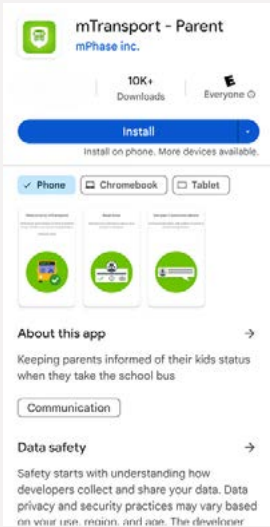 mTransport - Parent
mPhase inc.
10K+
Downloads
E
Everyone
Install
Install on phone. More devices available.
Phone
Chromebook
Tablet
About this app
Keeping parents informed of their kids status
when they take the school bus
Communication
Data safety
Safety starts with understanding how
developers collect and share your data. Data
privacy and security practices may vary based
on your use, region, and age. The developer